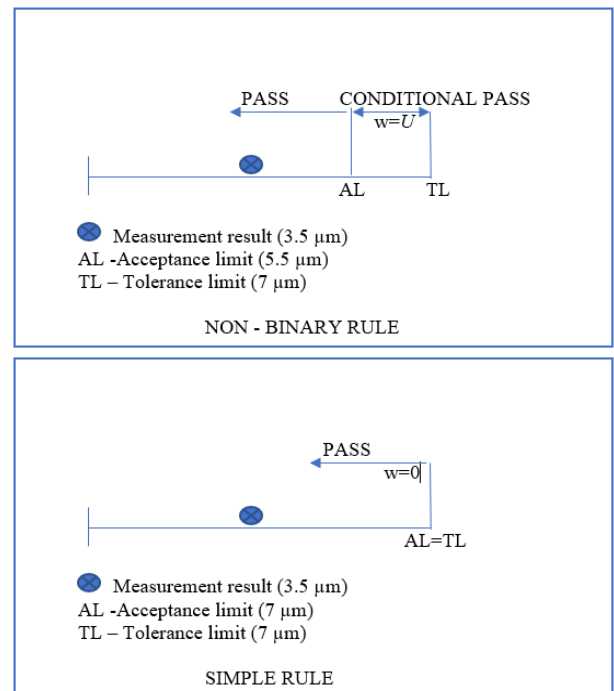 PASS CONDITIONAL PASS
w=U
AL TL
Measurement result (3.5 µm)
AL -Acceptance limit (5.5 µm)
TL – Tolerance limit (7 µm)
NON - BINARY RULE
PASS
w=0
AL=TL
Measurement result (3.5 µm)
AL -Acceptance limit (7 µm)
TL – Tolerance limit (7 µm)
SIMPLE RULE